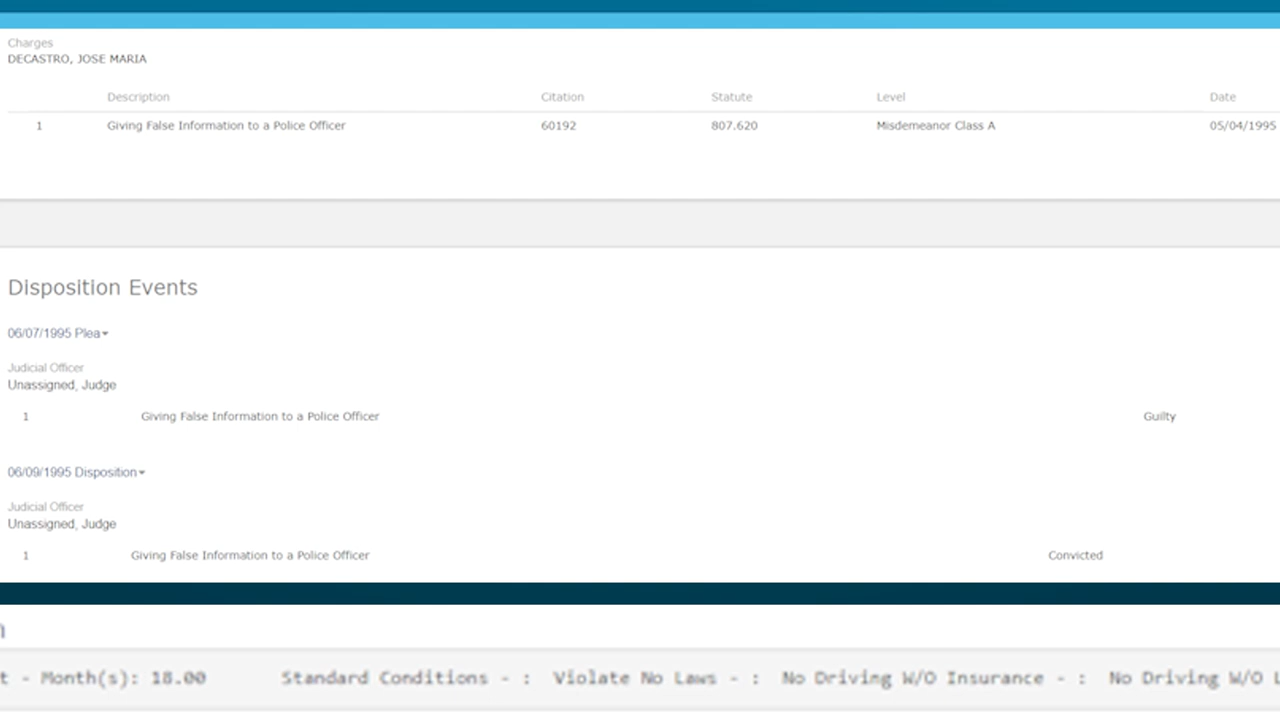 Charges
DECASTRO, JOSE MARIA
Description Citation Statute Level Date
1 Giving False Information to a Police Officer 60192 807.620 Misdemeanor Class A 05/04/1995
Disposition Events
06/07/1995 Plea
Judicial Officer
Unassigned, Judge
1 Giving False Information to a Police Officer Guilty
06/09/1995 Disposition
Judicial Officer
Unassigned, Judge
1 Giving False Information to a Police Officer Convicted
t - Month(s): 18.00 Standard Conditions - : Violate No Laws - : No Driving W/O Insurance - : No Driving W/O L